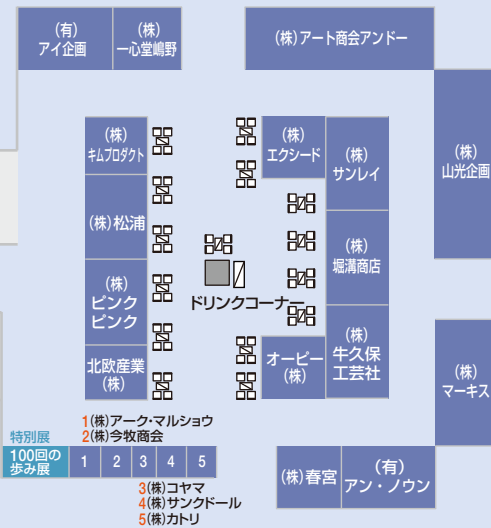 (有)
アイ企画
(株)
一心堂嶋野
(株)アート商会アンドー
(株)
キムプロダクト
(株)
エクシード
(株)
サンレイ
(株)
山光企画
(株)松浦
(株)
堀溝商店
(株)
ピンク
ピンク
ドリンクコーナー
北欧産業
(株)
オービー
(株)
(株)
牛久保
工芸社
(株)
マーキス
1(株)アーク・マルショウ
2(株)今牧商会
特別展
100回の
歩み展
1 2 3 4 5
3(株)コヤマ
4(株)サンクドール
5(株)カトリ
(株)春宮
(有)
アン・ノウン